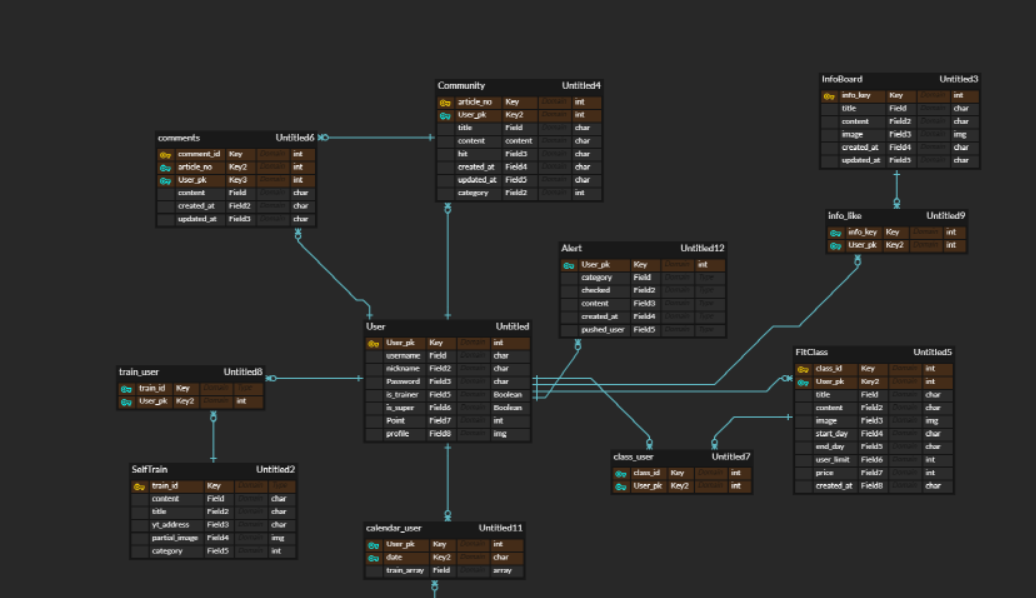 Community Untitled4
article_no Key Domain int
User_pk Key2 Domain int
title Field Domain char
content content Domain char
hit Field3 Domain char
created_at Field4 Domain char
updated_at Field5 Domain char
category Field2 Domain int
InfoBoard Untitled3
info_key Key Domain int
title Field Domain char
content Field2 Domain char
image Field3 Domain img
created_at Field4 Domain char
updated_at Field5 Domain char
comments Untitled6
comment_id Key Domain int
article_no Key2 Domain int
User_pk Key3 Domain int
content Field Domain char
created_at Field2 Domain char
updated_at Field3 Domain char
info_like Untitled9
info_key Key Domain int
User_pk Key2 Domain int
Alert Untitled12
User_pk Key Domain int
category Field Domain Type
checked Field2 Domain Type
content Field3 Domain Type
created_at Field4 Domain Type
pushed_user Field5 Domain Type
User Untitled
User_pk Key Domain int
username Field Domain char
nickname Field2 Domain char
Password Field3 Domain char
is_trainer Field5 Domain Boolean
is_super Field6 Domain Boolean
Point Field7 Domain int
profile Field8 Domain img
FitClass Untitled5
class_id Key Domain int
User_pk Key2 Domain int
title Field Domain char
content Field2 Domain char
image Field3 Domain img
start_day Field4 Domain char
end_day Field5 Domain char
user_limit Field6 Domain int
price Field7 Domain int
created_at Field8 Domain char
train_user Untitled8
train_id Key Domain Type
User_pk Key2 Domain int
class_user Untitled7
class_id Key Domain int
User_pk Key2 Domain int
SelfTrain Untitled2
train_id Key Domain Type
content Field Domain char
title Field2 Domain char
yt_address Field3 Domain char
partial_image Field4 Domain img
category Field5 Domain int
calendar_user Untitled11
User_pk Key Domain int
date Key2 Domain char
train_array Field Domain array